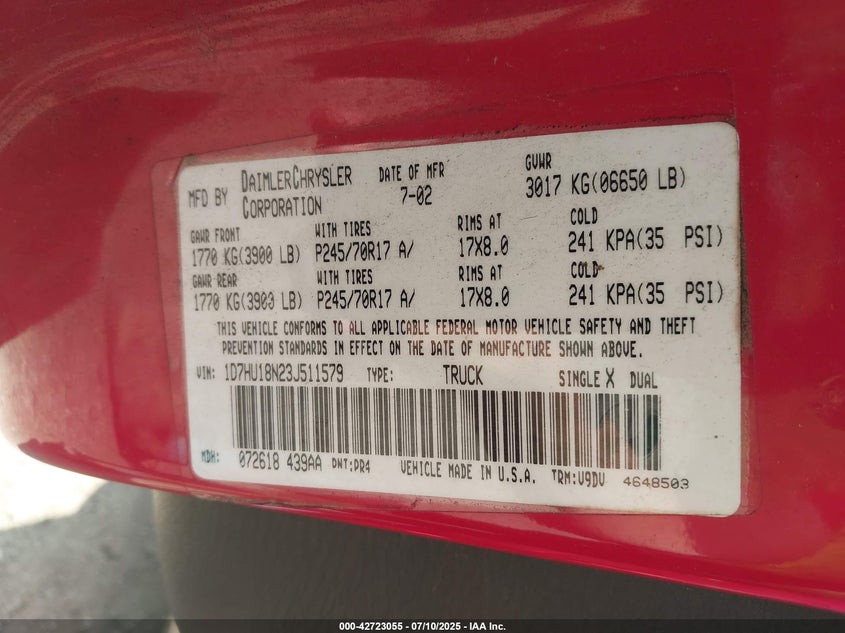 MFD BY DAIMLERCHRYSLER CORPORATION DATE OF MFR 7-02 GVWR 3017 KG(06650 LB)
GAWR FRONT WITH TIRES RIMS AT COLD
1770 KG(3900 LB) P245/70R17 A/ 17X8.0 241 KPA(35 PSI)
GAWR REAR WITH TIRES RIMS AT COLD
1770 KG(3903 LB) P245/70R17 A/ 17X8.0 241 KPA(35 PSI)
THIS VEHICLE CONFORMS TO ALL APPLICABLE FEDERAL MOTOR VEHICLE SAFETY AND THEFT
PREVENTION STANDARDS IN EFFECT ON THE DATE OF MANUFACTURE SHOWN ABOVE.
VIN: 1D7HU18N23J511579 TYPE: TRUCK SINGLE X DUAL
MDH: 072618 439AA PNT:PR4 VEHICLE MADE IN U.S.A. TRM:V9DV 4648503
000-42723055 - 07/10/2025 - IAA Inc.